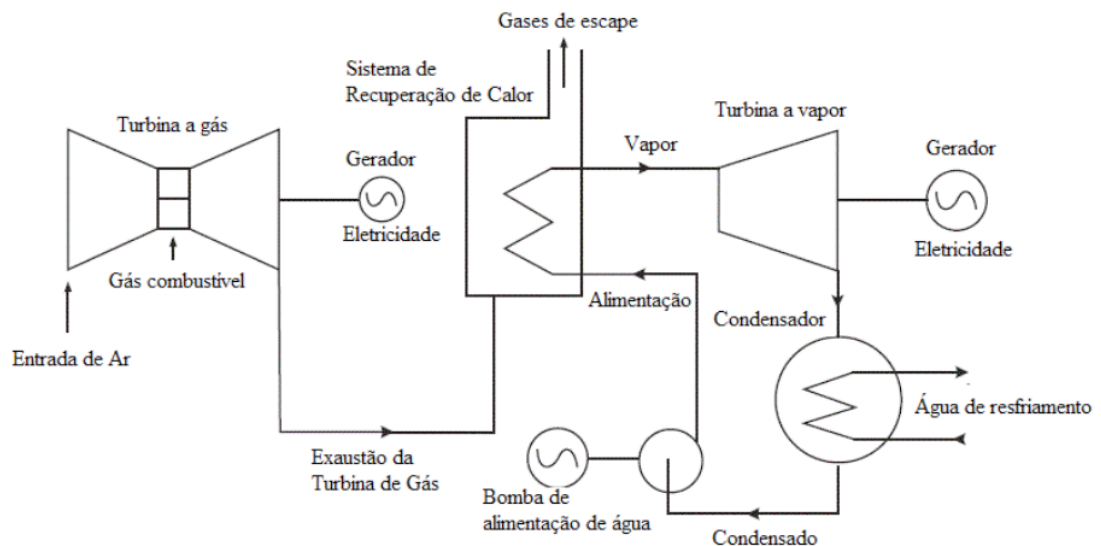 Gases de escape
Sistema de
Recuperação de Calor
Turbina a gás
Turbina a vapor
Vapor
Gerador
Gerador
Eletricidade
Eletricidade
Gás combustível
Alimentação
Condensador
Entrada de Ar
Água de resfriamento
Exaustão da
Turbina de Gás
Bomba de
alimentação de água
Condensado